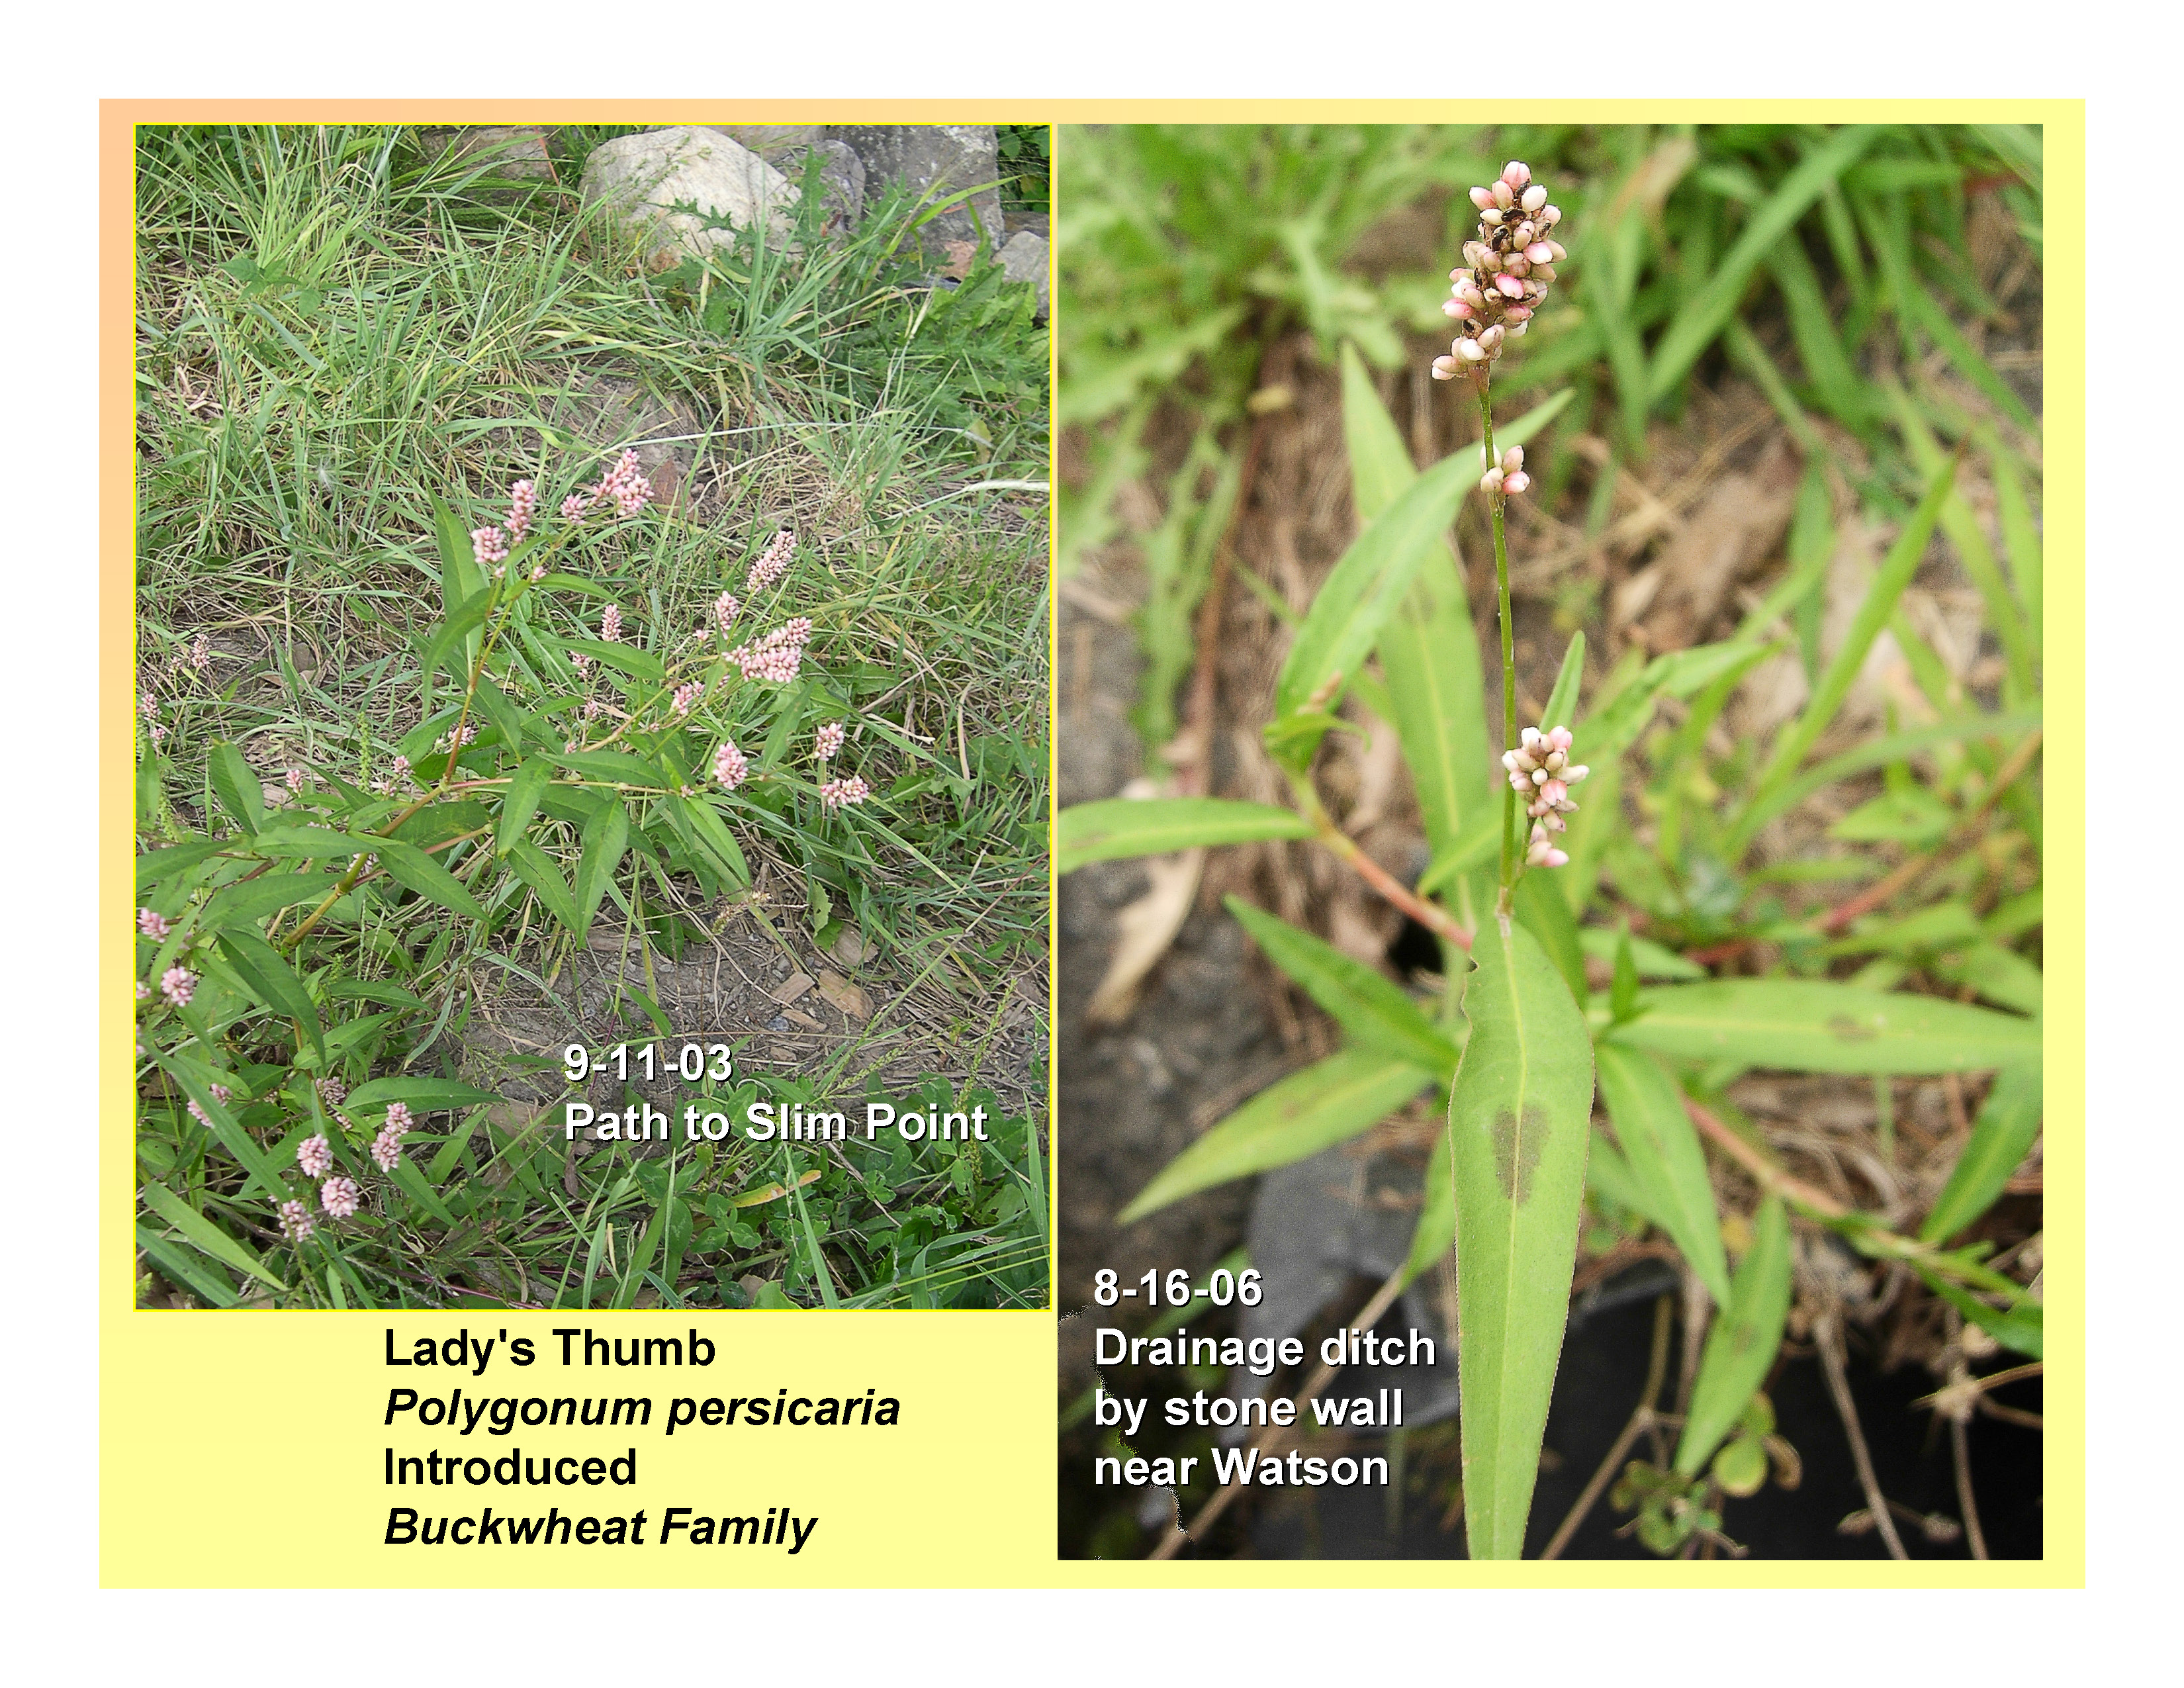 9-11-03
Path to Slim Point
Lady's Thumb
Polygonum persicaria
Introduced
Buckwheat Family
8-16-06
Drainage ditch
by stone wall
near Watson